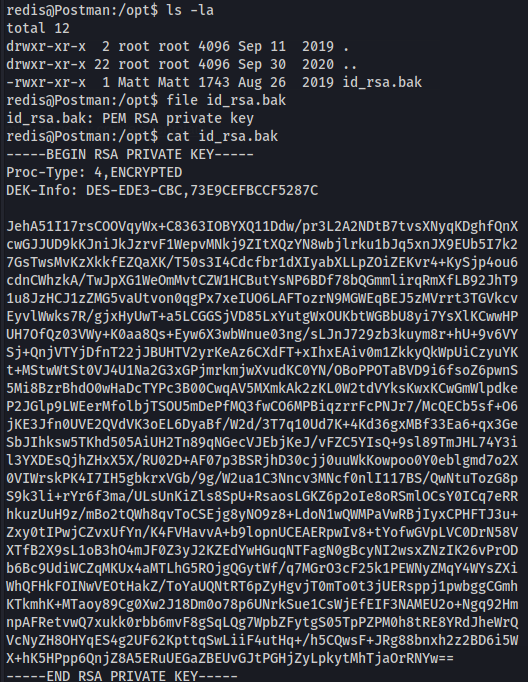 redis@Postman:/opt$ ls -la
total 12
drwxr-xr-x  2 root root 4096 Sep 11  2019 .
drwxr-xr-x 22 root root 4096 Sep 30  2020 ..
-rwxr-xr-x  1 Matt Matt 1743 Aug 26  2019 id_rsa.bak
redis@Postman:/opt$ file id_rsa.bak
id_rsa.bak: PEM RSA private key
redis@Postman:/opt$ cat id_rsa.bak
-----BEGIN RSA PRIVATE KEY-----
Proc-Type: 4,ENCRYPTED
DEK-Info: DES-EDE3-CBC,73E9CEFBCCF5287C
JehA51I17rsCOOVqyWx+C8363IOBYXQ11Ddw/pr3L2A2NDtB7tvsXNyqKDghfQnX
cwGJJUD9kKJniJkJzrvF1WepvMNkj9ZItXQzYN8wbjlrku1bJq5xnJX9EUb5I7k2
7GsTwsMvKzXkkfEZQaXK/T50s3I4Cdcfbr1dXIyabXLLpZOiZEKVr4+KySjp4ou6
cdnCWhzkA/TwJpXG1WeOmMvtCZW1HCButYsNP6BDf78bQGmmlirqRmXfLB92JhT9
1u8JzHCJ1zZMG5vaUtvon0qgPx7xeIUO6LAFTozrN9MGWEqBEJ5zMVrrt3TGVkcv
EyvlWwks7R/gjxHyUwT+a5LCGGSjVD85LxYutgWxOUKbtWGBbU8yi7YsXlKCwwHP
UH7OfQz03VWy+K0aa8Qs+Eyw6X3wbWnue03ng/sLJnJ729zb3kuym8r+hU+9v6VY
Sj+QnjVTYjDfnT22jJBUHTV2yrKeAz6CXdFT+xIhxEAiv0m1ZkkyQkWpUiCzyuYK
t+MStwWtSt0VJ4U1Na2G3xGPjmrkmjwXvudKC0YN/OBoPPOTaBVD9i6fsoZ6pwnS
5Mi8BzrBhdO0wHaDcTYPc3B00CwqAV5MXmkAk2zKL0W2tdVYksKwxKCwGmWlpdke
P2JGlp9LWEerMfolbjTSOU5mDePfMQ3fwCO6MPBiqzrrFcPNJr7/McQECb5sf+O6
jKE3Jfn0UVE2QVdVK3oEL6DyaBf/W2d/3T7q10Ud7K+4Kd36gxMBf33Ea6+qx3Ge
SbJIhksw5TKhd505AiUH2Tn89qNGecVJEbjKeJ/vFZC5YIsQ+9sl89TmJHL74Y3i
l3YXDEsQjhZHxX5X/RU02D+AF07p3BSRjhD30cjj0uuWkKowpoo0Y0eblgmd7o2X
0VIWrskPK4I7IH5gbkrxVGb/9g/W2ua1C3Nncv3MNcf0nlI117BS/QwNtuTozG8p
S9k3li+rYr6f3ma/ULsUnKiZls8SpU+RsaosLGKZ6p2oIe8oRSmlOCsY0ICq7eRR
hkuzUuH9z/mBo2tQWh8qvToCSEjg8yNO9z8+LdoN1wQWMPaVwRBjIyxCPHFTJ3u+
Zxy0tIPwjCZvxUfYn/K4FVHavvA+b9lopnUCEAERpwIv8+tYofwGVpLVC0DrN58V
XTfB2X9sL1oB3hO4mJF0Z3yJ2KZEdYwHGuqNTFagN0gBcyNI2wsxZNzIK26vPrOD
b6Bc9UdiWCZqMKUx4aMTLhG5ROjgQGytWf/q7MGrO3cF25k1PEWNyZMqY4WYsZXi
WhQFHkFOINwVEOtHakZ/ToYaUQNtRT6pZyHgvjT0mTo0t3jUERsppj1pwbggCGmh
KTkmhK+MTaoy89Cg0Xw2J18Dm0o78p6UNrkSue1CsWjEfEIF3NAMEU2o+Ngq92Hm
npAFRetvwQ7xukk0rbb6mvF8gSqLQg7WpbZFytgS05TpPZPM0h8tRE8YRdJheWrQ
VcNyZH8OHYqES4g2UF62KpttqSwLiiF4utHq+/h5CQwsF+JRg88bnxh2z2BD6i5W
X+hK5HPpp6QnjZ8A5ERuUEGaZBEUvGJtPGHjZyLpkytMhTjaOrRNYw==
-----END RSA PRIVATE KEY-----